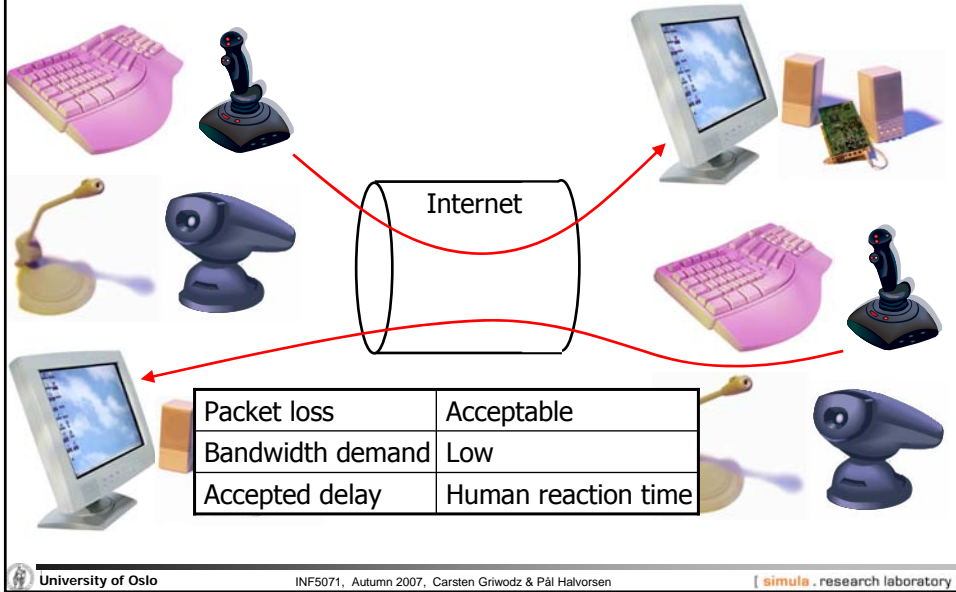 Internet
Packet loss Acceptable
Bandwidth demand Low
Accepted delay Human reaction time
University of Oslo INF5071, Autumn 2007, Carsten Griwodz & Pål Halvorsen [ simula . research laboratory